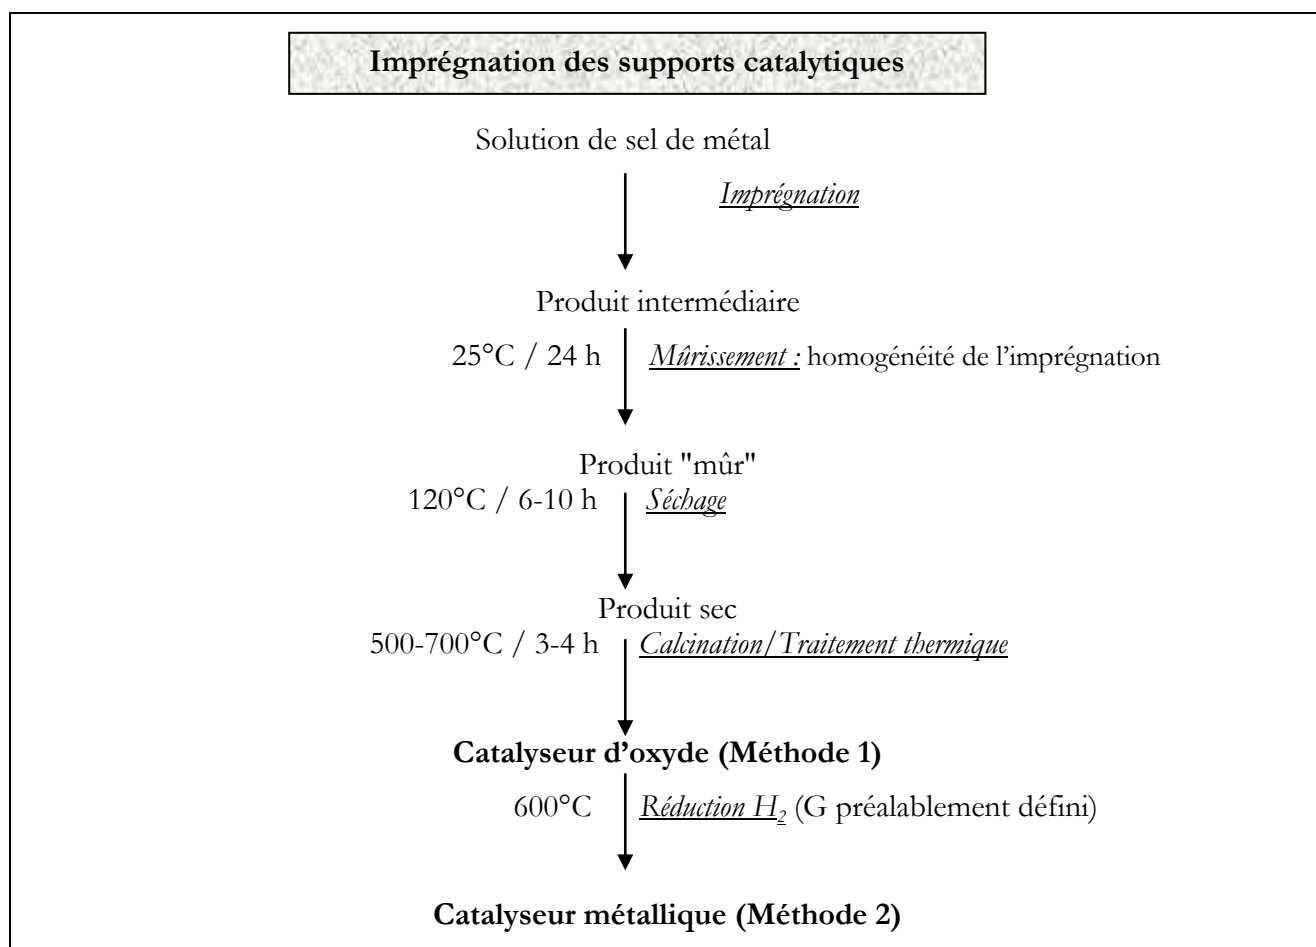 Imprégnation des supports catalytiques
Solution de sel de métal
Imprégnation
Produit intermédiaire
25°C / 24 h Mûrissement : homogénéité de l'imprégnation
Produit "mûr"
120°C / 6-10 h Séchage
Produit sec
500-700°C / 3-4 h Calcination/Traitement thermique
Catalyseur d'oxyde (Méthode 1)
600°C Réduction H₂ (G préalablement défini)
Catalyseur métallique (Méthode 2)